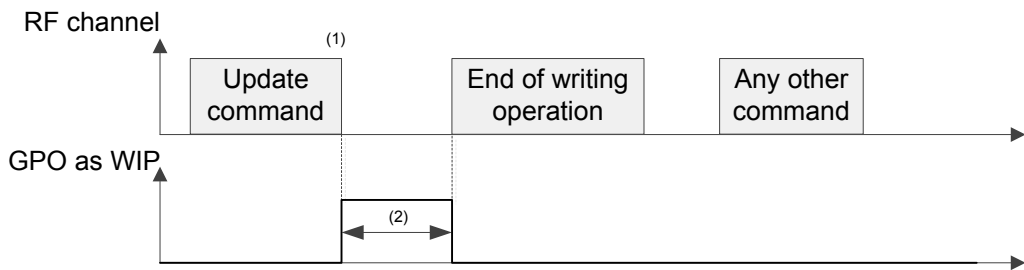 RF channel
(1)
Update
command
End of writing
operation
Any other
command
GPO as WIP
(2)